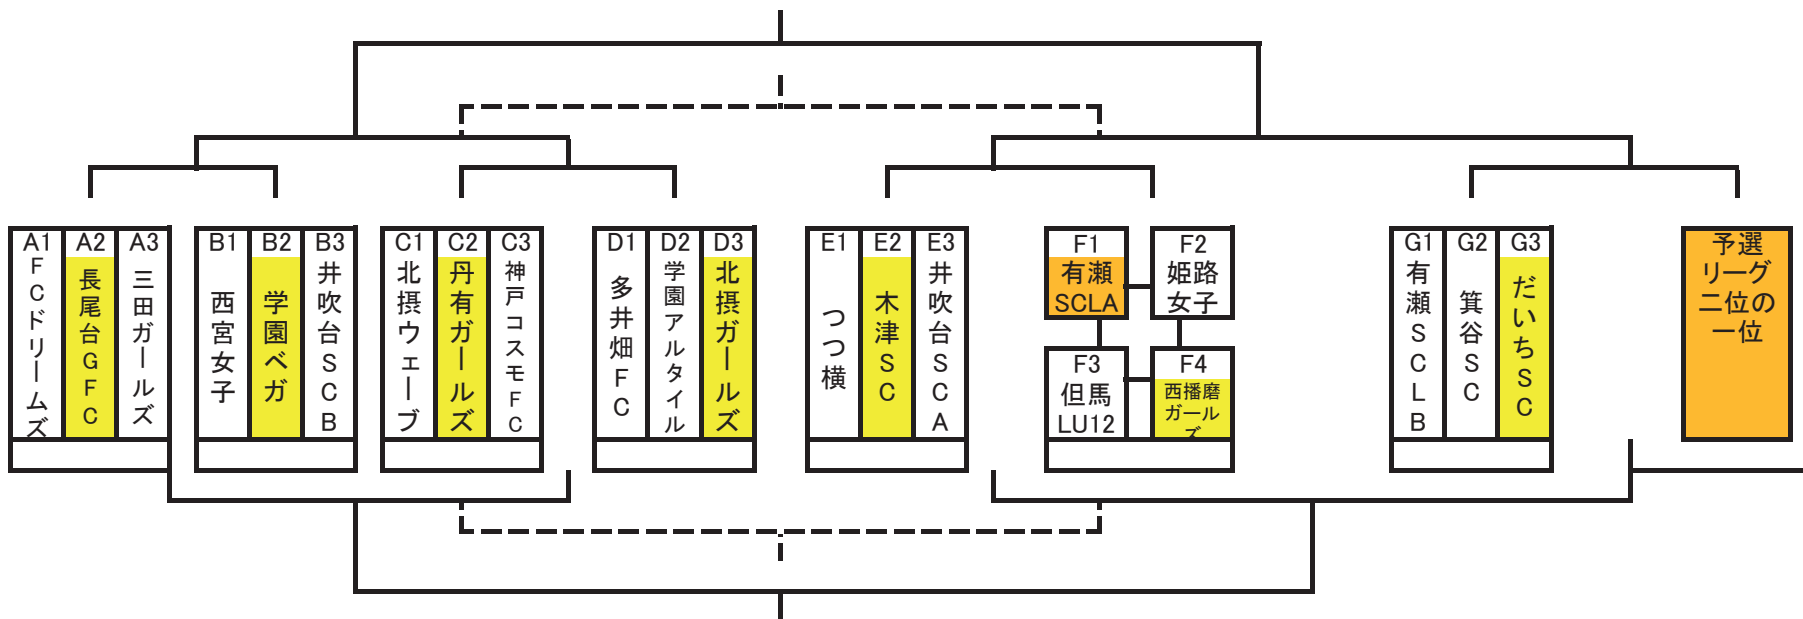 A1
FCドリームズ
A2
長尾台GFC
A3
三田ガールズ
B1
西宮女子
B2
学園ベガ
B3
井吹台SCB
C1
北摂ウェーブ
C2
丹有ガールズ
C3
神戸コスモFC
D1
多井畑FC
D2
学園アルタイル
D3
北摂ガールズ
E1
つつ横
E2
木津SC
E3
井吹台SCA
F1
有瀬
SCLA
F2
姫路
女子
F3
但馬
LU12
F4
西播磨
ガール
ズ
G1
有瀬SCLB
G2
箕谷SC
G3
だいちSC
予選
リーグ
二位の
一位